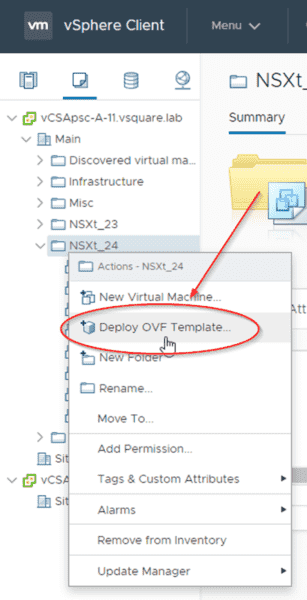 vm vSphere Client Menu
NSXt_
Summary
vCSApsc-A-11.vsquare.lab
Main
Discovered virtual ma...
Infrastructure
Misc
NSXt_23
NSXt_24
Actions - NSXt_24
New Virtual Machine...
Deploy OVF Template...
New Folder
Rename...
Move To...
Add Permission...
Tags & Custom Attributes
Alarms
Remove from Inventory
Update Manager
Sit
vCSA
Sit